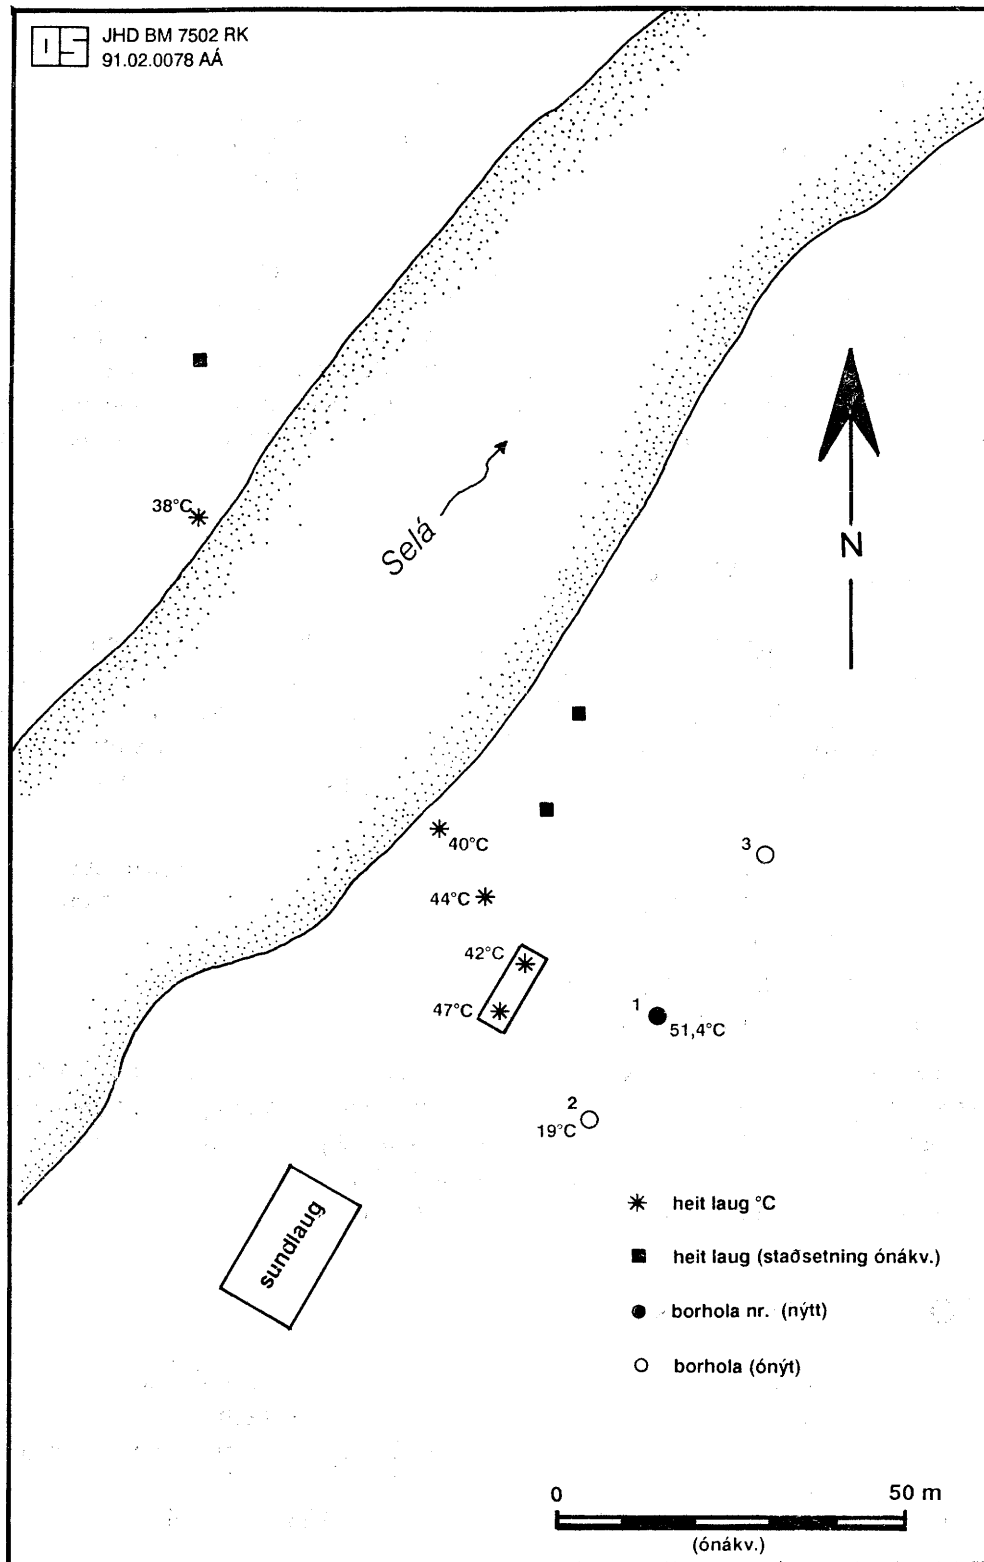 OS
JHD BM 7502 RK
91.02.0078 AÁ
38°C
Selá
N
40°C
3
44°C
42°C
47°C
1
51,4°C
2
19°C
sundlaug
heit laug °C
heit laug (staðsetning ónákv.)
borhola nr. (nýtt)
borhola (ónýt)
0
50 m
(ónákv.)